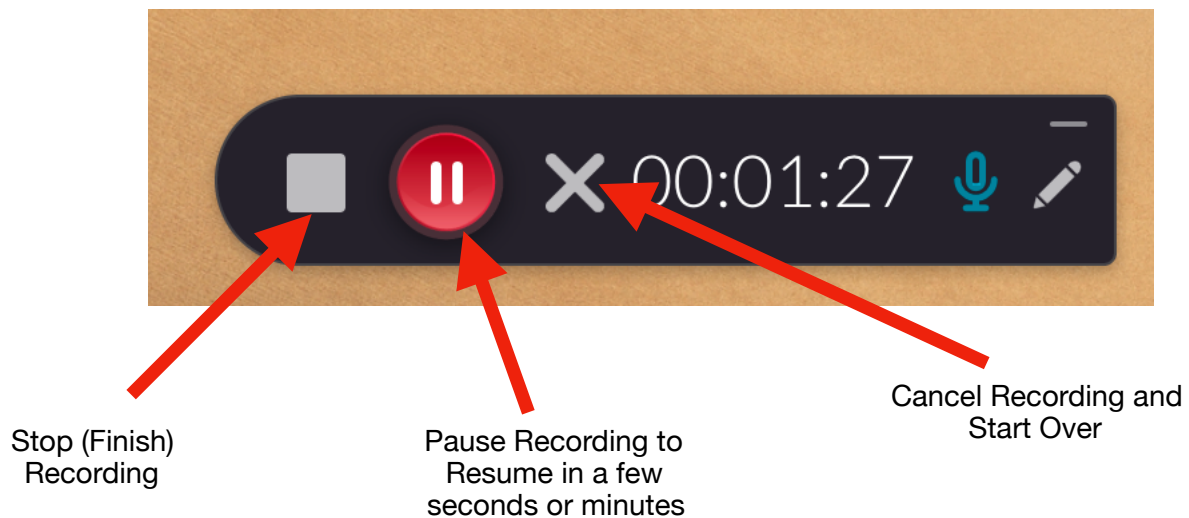 00:01:27
Cancel Recording and
Start Over
Stop (Finish)
Recording
Pause Recording to
Resume in a few
seconds or minutes